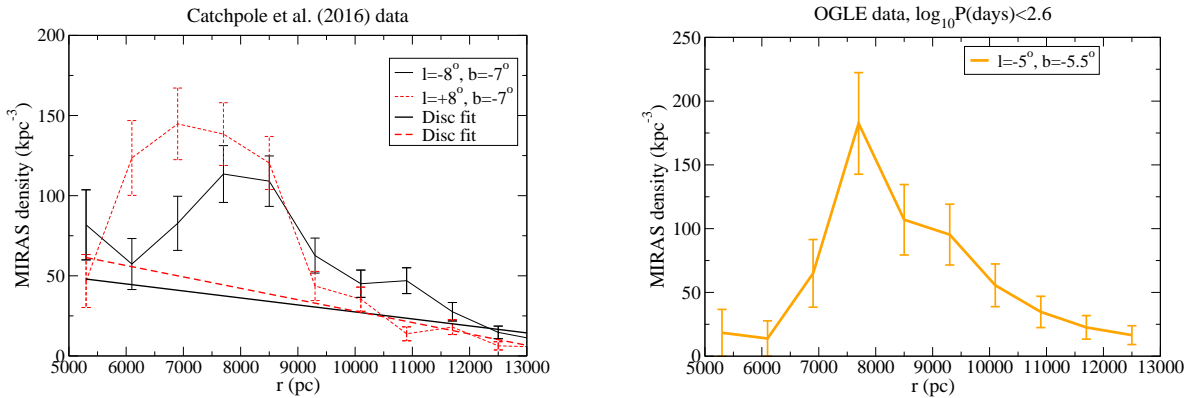 Catchpole et al. (2016) data
200
150
100
50
0
MIRAS density (kpc⁻³)
l=-8°, b=-7°
l=+8°, b=-7°
Disc fit
Disc fit
5000 6000 7000 8000 9000 10000 11000 12000 13000
r (pc)
OGLE data, log₁₀P(days)<2.6
250
200
150
100
50
0
MIRAS density (kpc⁻³)
l=-5°, b=-5.5°
5000 6000 7000 8000 9000 10000 11000 12000 13000
r (pc)